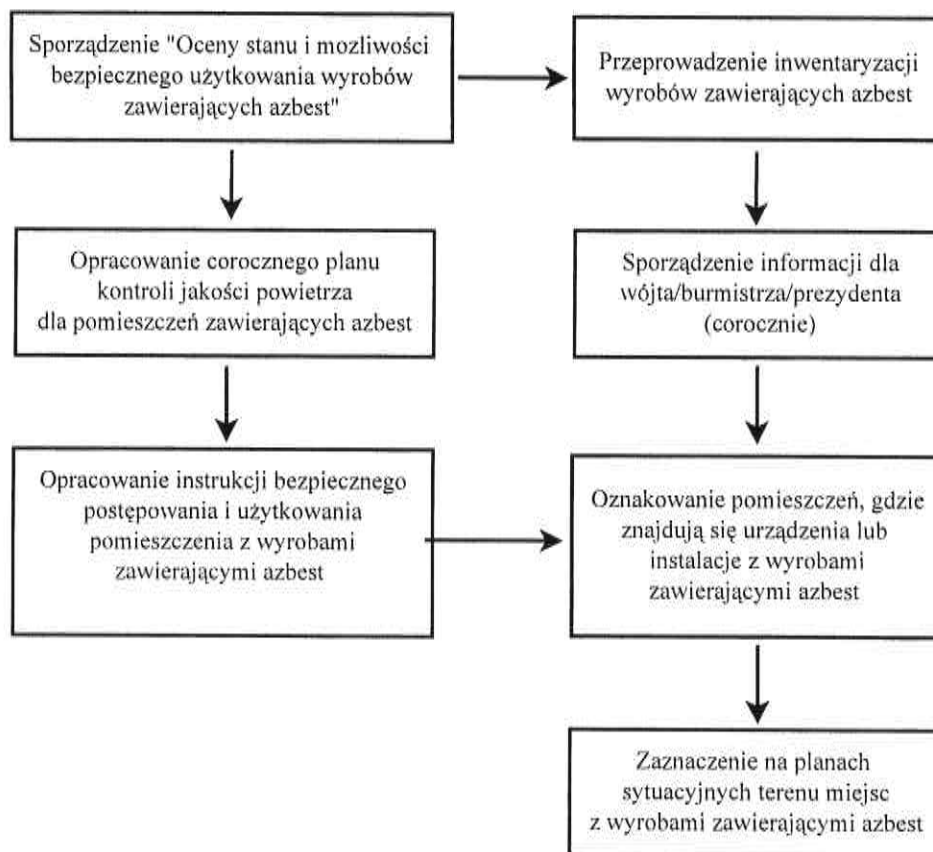 Sporządzenie "Oceny stanu i mozliwości
bezpiecznego użytkowania wyrobów
zawierających azbest"
Przeprowadzenie inwentaryzacji
wyrobów zawierających azbest
Opracowanie corocznego planu
kontroli jakości powietrza
dla pomieszczeń zawierających azbest
Sporządzenie informacji dla
wójta/burmistrza/prezydenta
(corocznie)
Opracowanie instrukcji bezpiecznego
postępowania i użytkowania
pomieszczenia z wyrobami
zawierającymi azbest
Oznakowanie pomieszczeń, gdzie
znajdują się urządzenia lub
instalacje z wyrobami
zawierającymi azbest
Zaznaczenie na planach
sytuacyjnych terenu miejsc
z wyrobami zawierającymi azbest